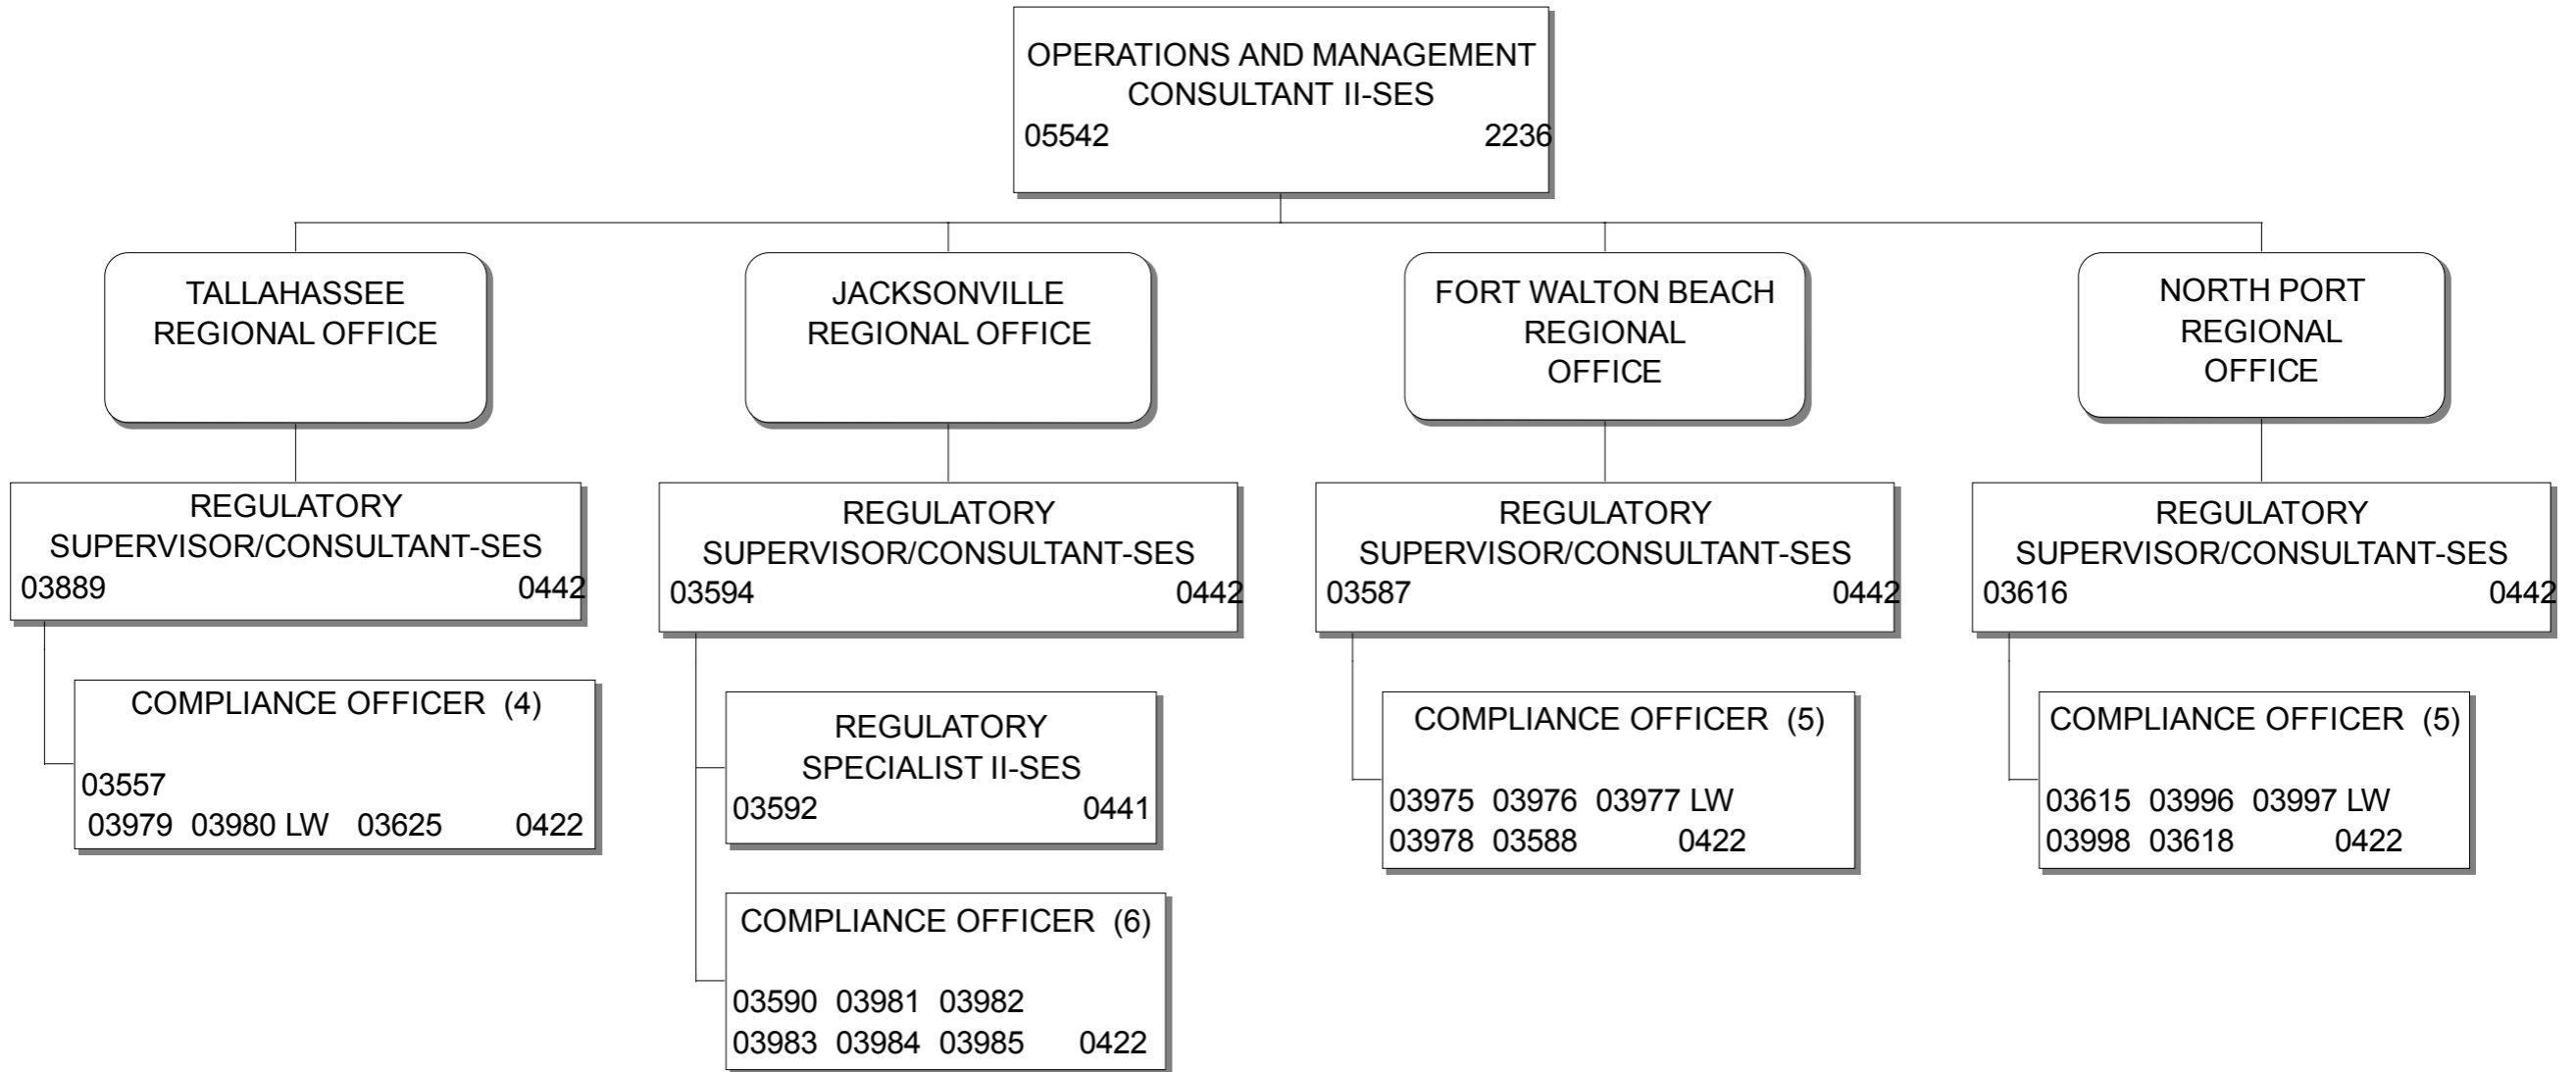 OPERATIONS AND MANAGEMENT
CONSULTANT II-SES
05542 2236
TALLAHASSEE
REGIONAL OFFICE
JACKSONVILLE
REGIONAL OFFICE
FORT WALTON BEACH
REGIONAL
OFFICE
NORTH PORT
REGIONAL
OFFICE
REGULATORY
SUPERVISOR/CONSULTANT-SES
03889 0442
REGULATORY
SUPERVISOR/CONSULTANT-SES
03594 0442
REGULATORY
SUPERVISOR/CONSULTANT-SES
03587 0442
REGULATORY
SUPERVISOR/CONSULTANT-SES
03616 0442
COMPLIANCE OFFICER (4)
03557
03979 03980 LW 03625 0422
REGULATORY
SPECIALIST II-SES
03592 0441
COMPLIANCE OFFICER (6)
03590 03981 03982
03983 03984 03985 0422
COMPLIANCE OFFICER (5)
03975 03976 03977 LW
03978 03588 0422
COMPLIANCE OFFICER (5)
03615 03996 03997 LW
03998 03618 0422